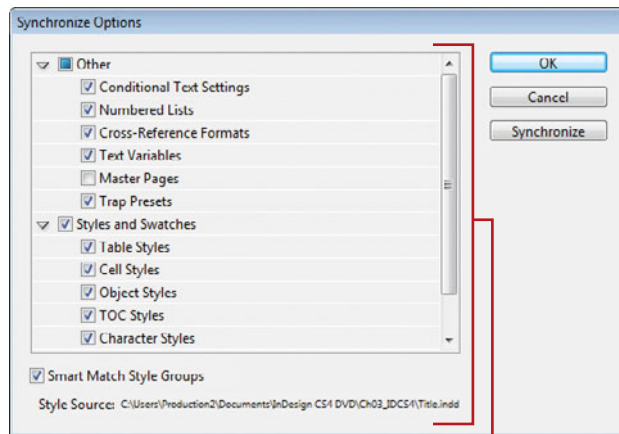 Synchronize Options
Other
Conditional Text Settings
Numbered Lists
Cross-Reference Formats
Text Variables
Master Pages
Trap Presets
Styles and Swatches
Table Styles
Cell Styles
Object Styles
TOC Styles
Character Styles
Smart Match Style Groups
Style Source: C:\Users\Production2\Documents\InDesign CS4 DVD\Ch03_IDCS4\Title.indd
OK
Cancel
Synchronize